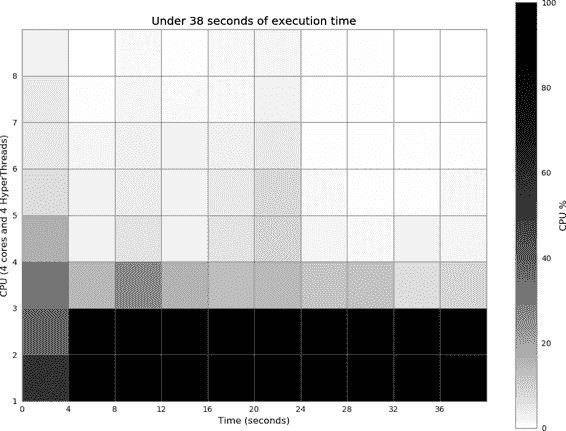 Under 38 seconds of execution time
CPU (4 cores and 4 HyperThreads)
8
7
6
5
4
3
2
1
0 4 8 12 16 20 24 28 32 36
Time (seconds)
100
80
60
40
20
0
CPU %